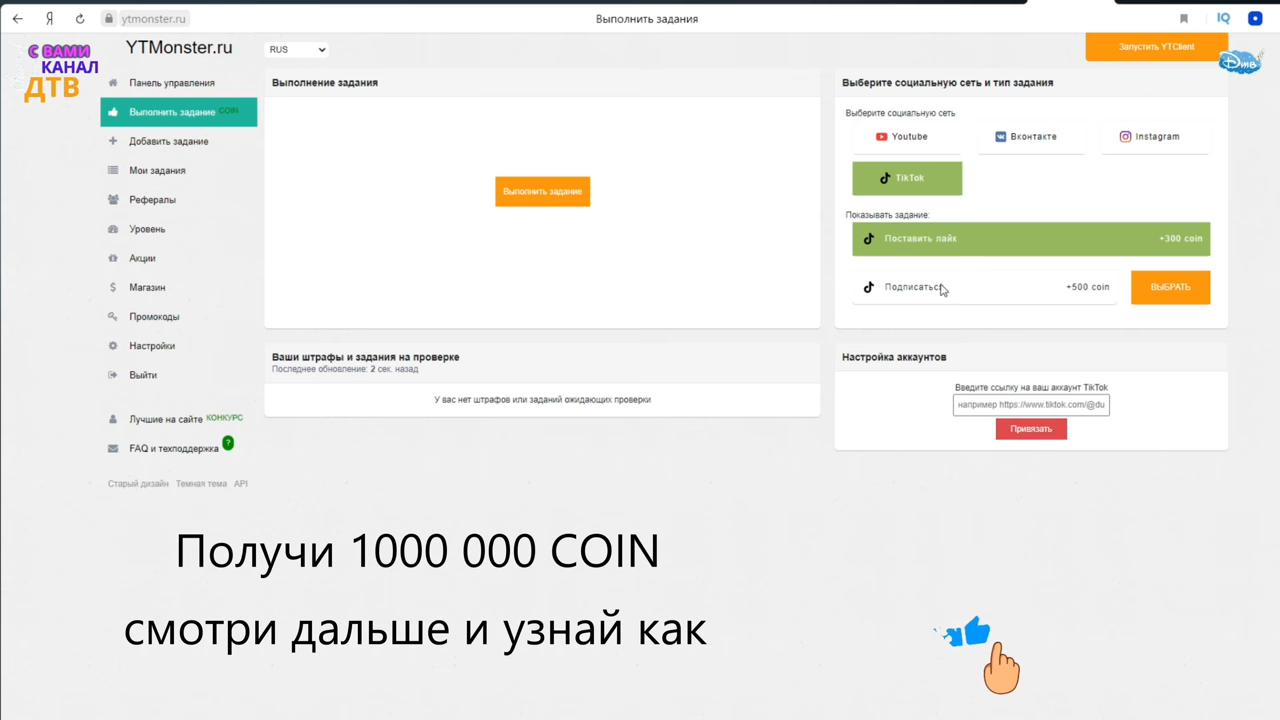 ytmonster.ru
Выполнить задания
IQ
С ВАМИ
КАНАЛ
ДТВ
YTMonster.ru
RUS
Запустить YTClient
Дтв
Панель управления
Выполнить задание COIN
Добавить задание
Мои задания
Рефералы
Уровень
Акции
Магазин
Промокоды
Настройки
Выйти
Лучшие на сайте КОНКУРС
FAQ и техподдержка ?
Старый дизайн Темная тема API
Выполнение задания
Выполнить задание
Ваши штрафы и задания на проверке
Последнее обновление: 2 сек. назад
У вас нет штрафов или заданий ожидающих проверки
Выберите социальную сеть и тип задания
Выберите социальную сеть
Youtube Вконтакте Instagram
TikTok
Показывать задание:
Поставить лайк +300 coin
Подписаться +500 coin ВЫБРАТЬ
Настройка аккаунтов
Введите ссылку на ваш аккаунт TikTok
например https://www.tiktok.com/@du
Привязать
Получи 1000 000 COIN
смотри дальше и узнай как